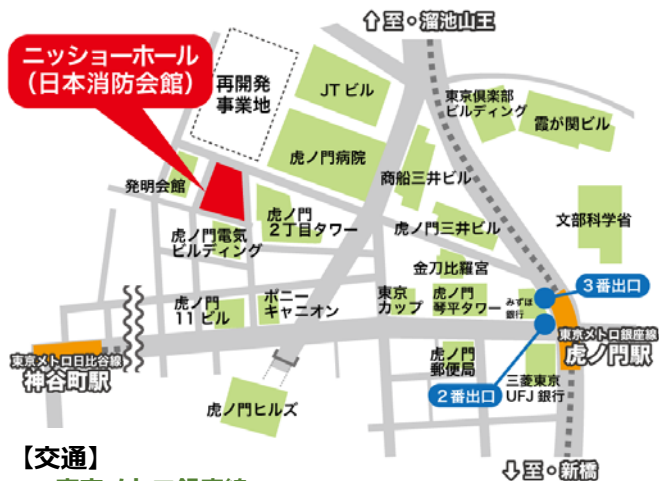 ⇧至・溜池山王
ニッショーホール
（日本消防会館）
再開発
事業地
JTビル
東京倶楽部
ビルディング
霞が関ビル
虎ノ門病院
商船三井ビル
発明会館
虎ノ門
２丁目タワー
虎ノ門三井ビル
文部科学省
虎ノ門電気
ビルディング
金刀比羅宮
3番出口
虎ノ門
11ビル
ポニー
キャニオン
東京
カップ
虎ノ門
琴平タワー
みずほ
銀行
東京メトロ銀座線
虎ノ門駅
東京メトロ日比谷線
神谷町駅
虎ノ門
郵便局
2番出口
三菱東京
UFJ銀行
虎ノ門ヒルズ
【交通】
東京メトロ銀座線
⇩至・新橋